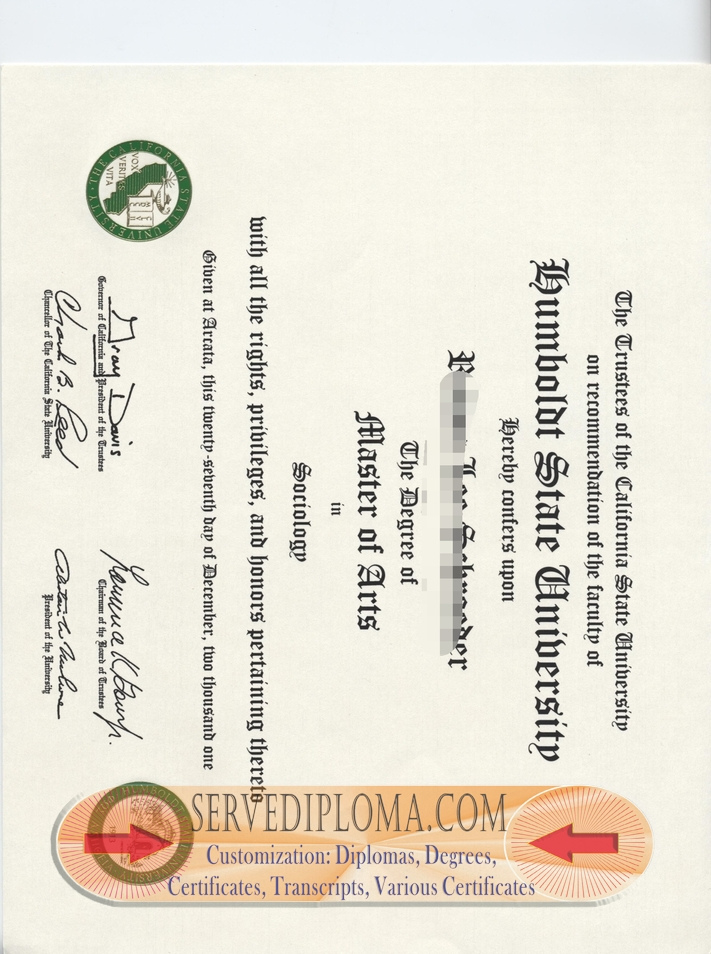 The Trustees of the California State University
on recommendation of the faculty of
Humboldt State University
Hereby confers upon
The Degree of
Master of Arts
in
Sociology
with all the rights, privileges, and honors pertaining thereto
Given at Arcata, this twenty-seventh day of December, two thousand one
THE CALIFORNIA STATE UNIVERSITY
VOX
VERITAS
VITA
Gray Davis
Governor of California and President of the Trustees
Chairman of the Board of Trustees
Charles B. Reed
Chancellor of The California State University
President of the University
HUMBOLDT
SERVEDIPLOMA.COM
Customization: Diplomas, Degrees,
Certificates, Transcripts, Various Certificates